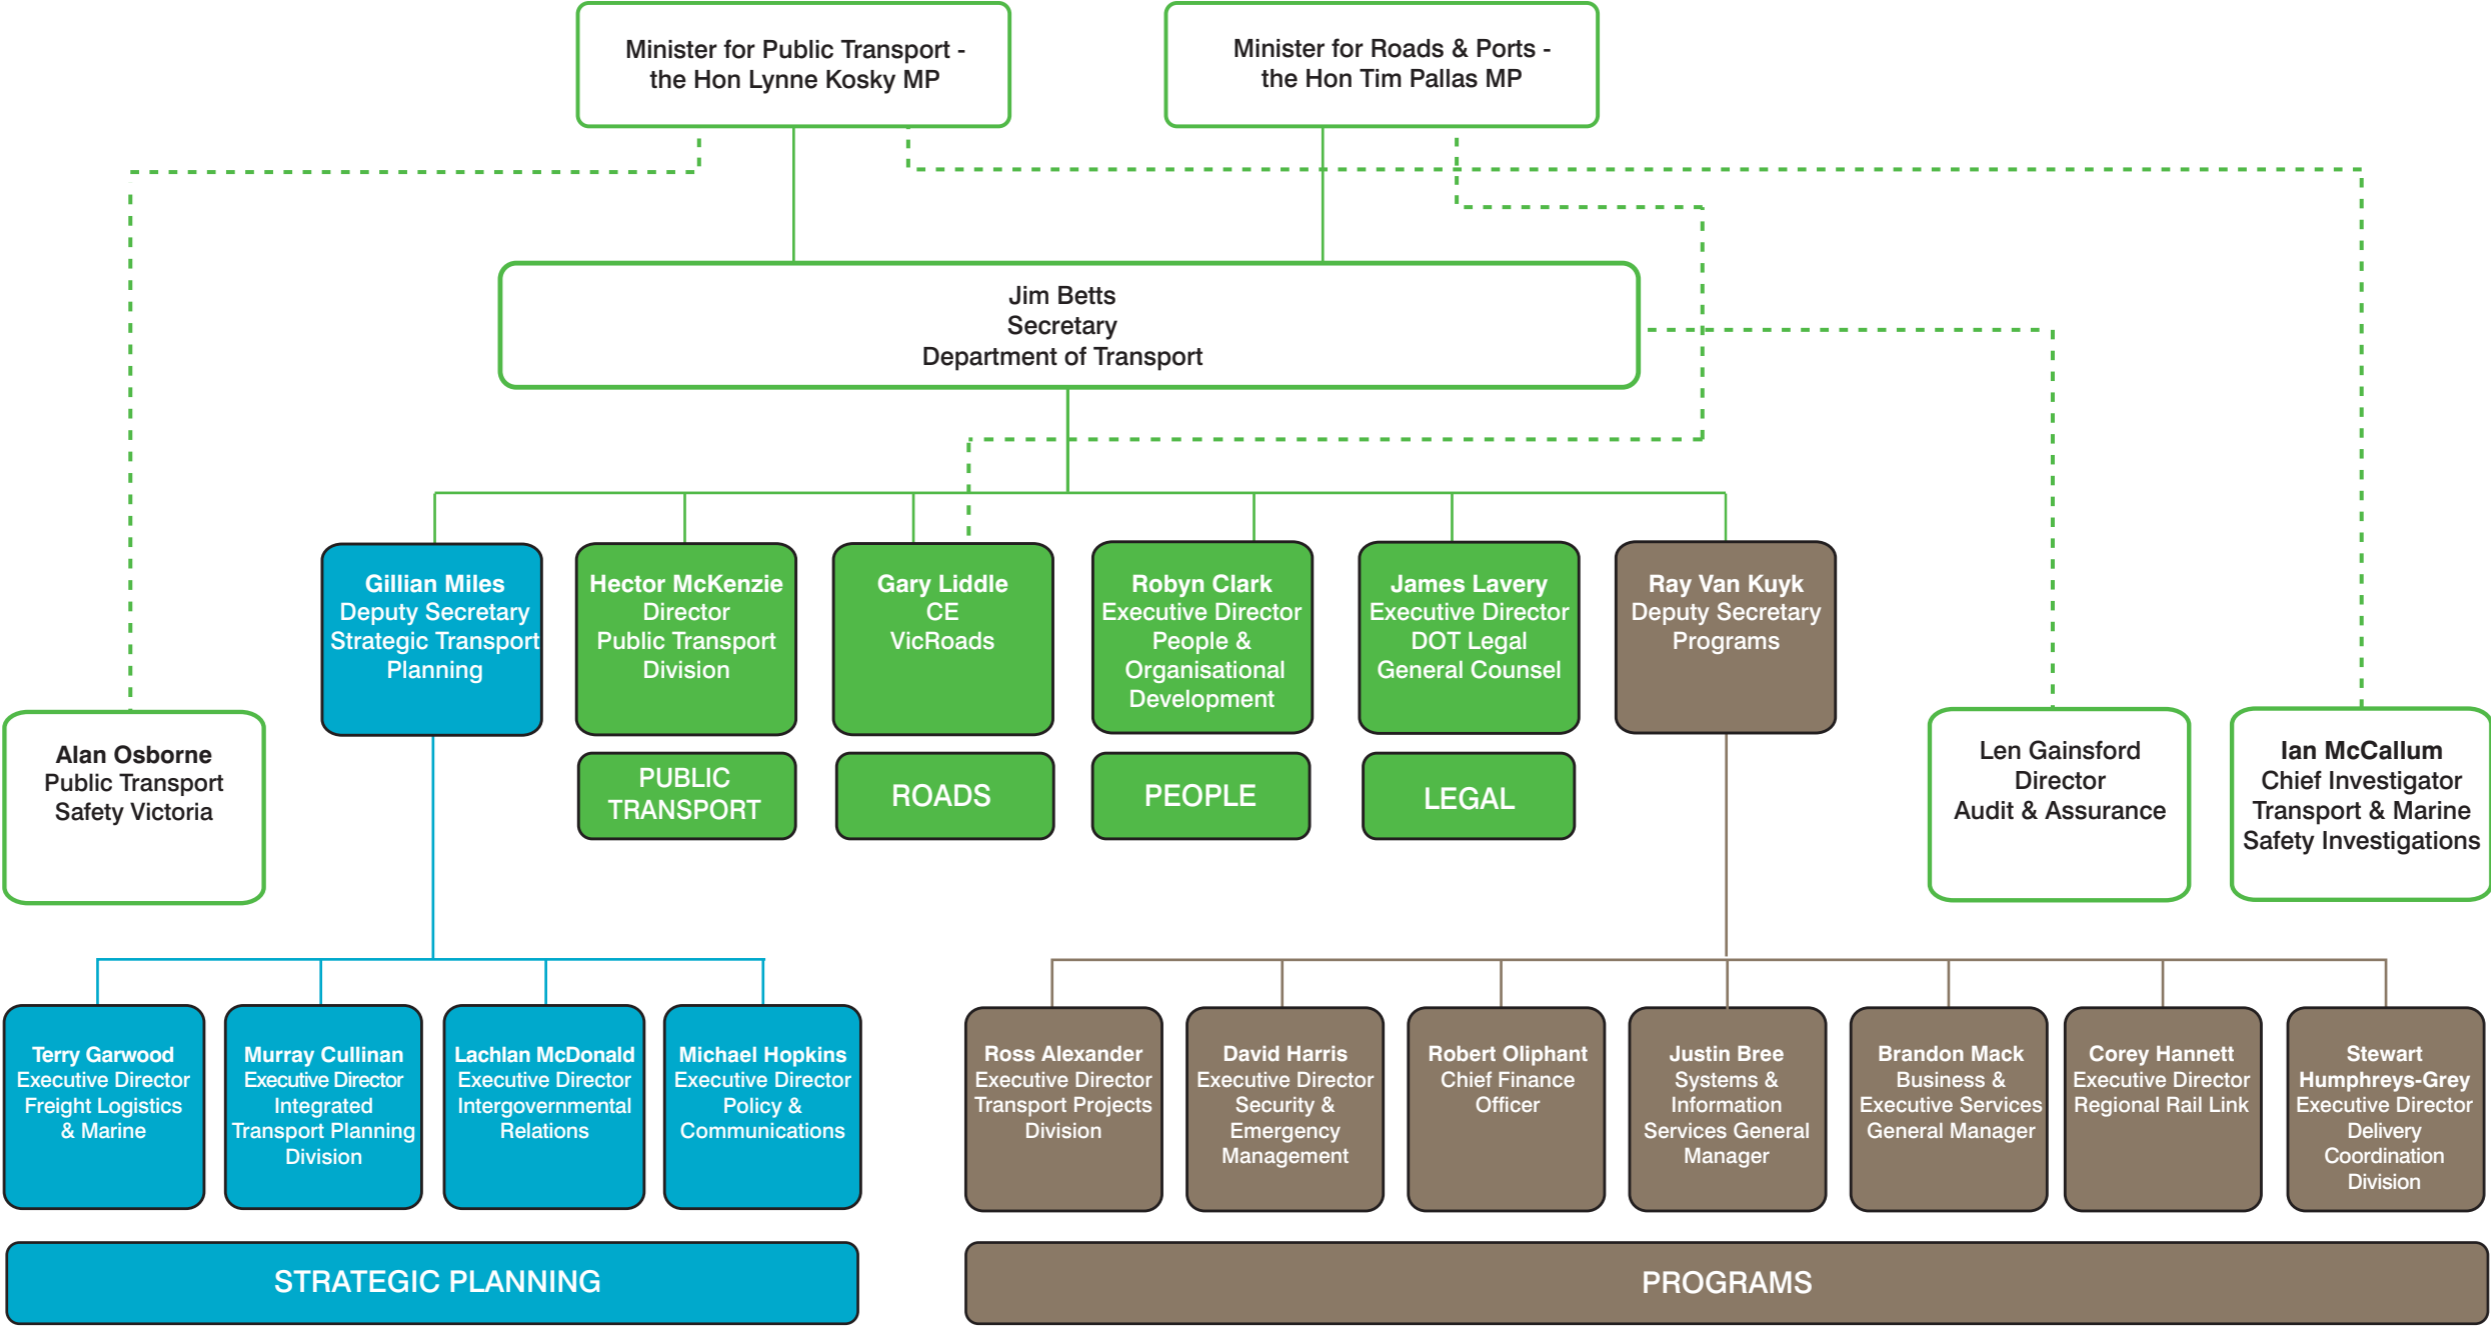 Minister for Public Transport -
the Hon Lynne Kosky MP
Minister for Roads & Ports -
the Hon Tim Pallas MP
Jim Betts
Secretary
Department of Transport
Gillian Miles
Deputy Secretary
Strategic Transport
Planning
Hector McKenzie
Director
Public Transport
Division
Gary Liddle
CE
VicRoads
Robyn Clark
Executive Director
People &
Organisational
Development
James Lavery
Executive Director
DOT Legal
General Counsel
Ray Van Kuyk
Deputy Secretary
Programs
Alan Osborne
Public Transport
Safety Victoria
PUBLIC
TRANSPORT
ROADS
PEOPLE
LEGAL
Len Gainsford
Director
Audit & Assurance
Ian McCallum
Chief Investigator
Transport & Marine
Safety Investigations
Terry Garwood
Executive Director
Freight Logistics
& Marine
Murray Cullinan
Executive Director
Integrated
Transport Planning
Division
Lachlan McDonald
Executive Director
Intergovernmental
Relations
Michael Hopkins
Executive Director
Policy &
Communications
Ross Alexander
Executive Director
Transport Projects
Division
David Harris
Executive Director
Security &
Emergency
Management
Robert Oliphant
Chief Finance
Officer
Justin Bree
Systems &
Information
Services General
Manager
Brandon Mack
Business &
Executive Services
General Manager
Corey Hannett
Executive Director
Regional Rail Link
Stewart
Humphreys-Grey
Executive Director
Delivery
Coordination
Division
STRATEGIC PLANNING
PROGRAMS